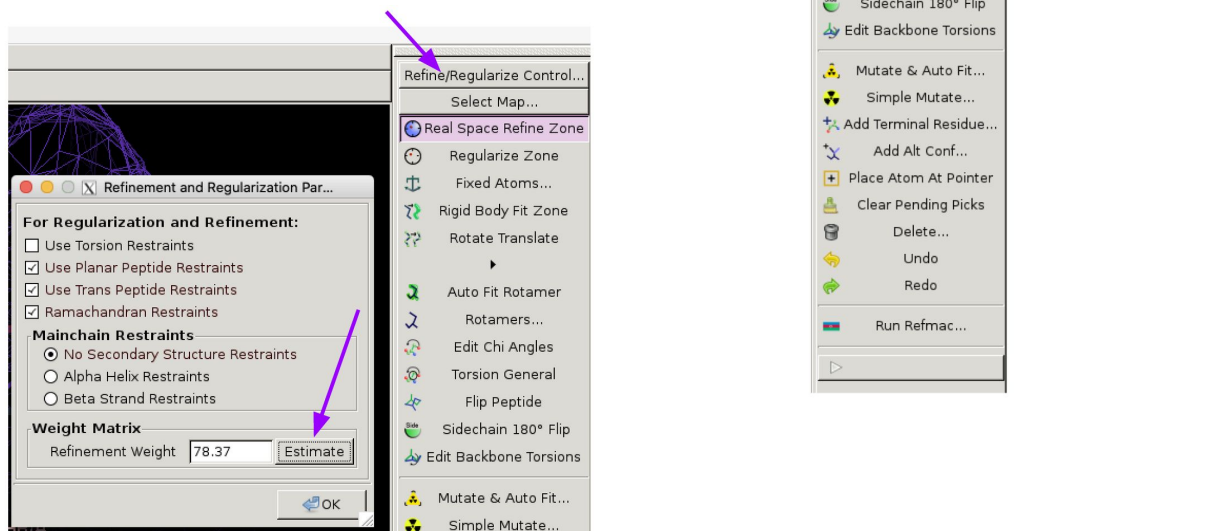 Refine/Regularize Control...
Select Map...
Real Space Refine Zone
Regularize Zone
Fixed Atoms...
Rigid Body Fit Zone
Rotate Translate
Auto Fit Rotamer
Rotamers...
Edit Chi Angles
Torsion General
Flip Peptide
Side
Sidechain 180° Flip
Edit Backbone Torsions
Mutate & Auto Fit...
Simple Mutate...
X Refinement and Regularization Par...
For Regularization and Refinement:
Use Torsion Restraints
Use Planar Peptide Restraints
Use Trans Peptide Restraints
Ramachandran Restraints
Mainchain Restraints
No Secondary Structure Restraints
Alpha Helix Restraints
Beta Strand Restraints
Weight Matrix
Refinement Weight 78.37 Estimate
OK
Sidechain 180° Flip
Edit Backbone Torsions
Mutate & Auto Fit...
Simple Mutate...
Add Terminal Residue...
Add Alt Conf...
Place Atom At Pointer
Clear Pending Picks
Delete...
Undo
Redo
Run Refmac...